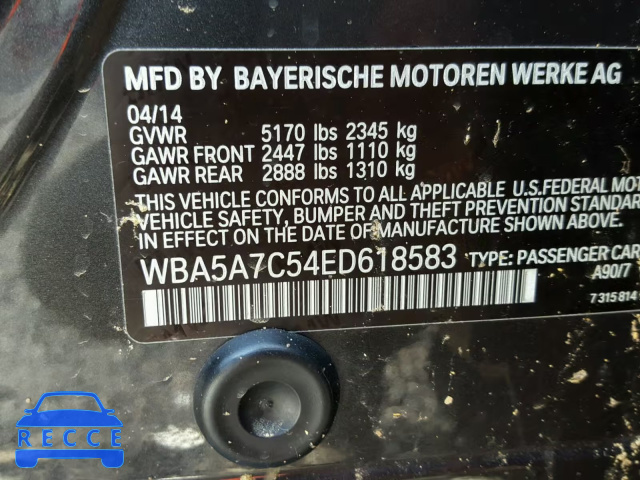 MFD BY BAYERISCHE MOTOREN WERKE AG
04/14
GVWR 5170 lbs 2345 kg
GAWR FRONT 2447 lbs 1110 kg
GAWR REAR 2888 lbs 1310 kg
THIS VEHICLE CONFORMS TO ALL APPLICABLE U.S.FEDERAL MOT
VEHICLE SAFETY, BUMPER AND THEFT PREVENTION STANDAR
IN EFFECT ON THE DATE OF MANUFACTURE SHOWN ABOVE.
WBA5A7C54ED618583 TYPE: PASSENGER CAR
A90/7
7 315 814
RECCE